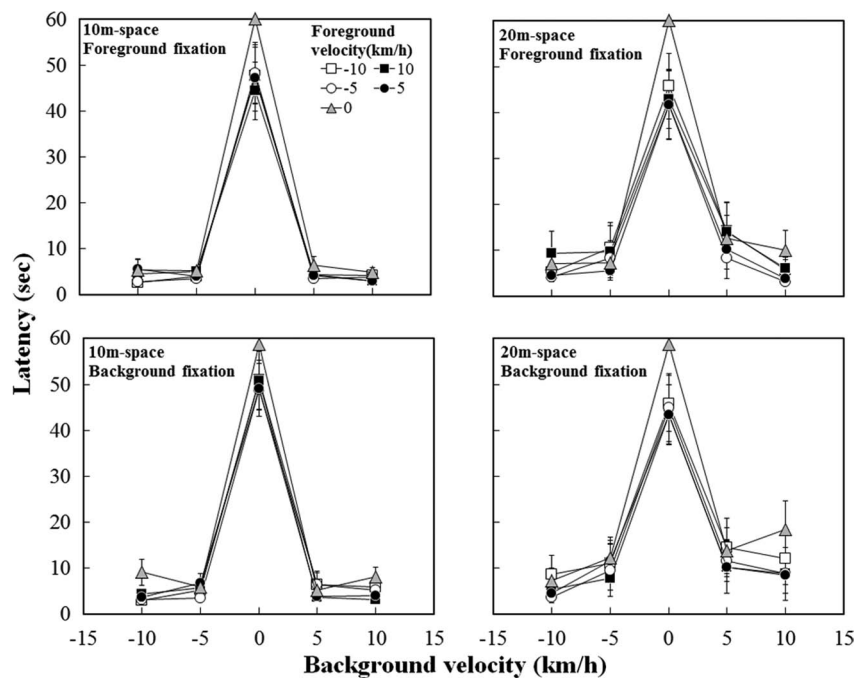 10m-space
Foreground fixation
Foreground
velocity(km/h)
-10 10
-5 5
0
60
50
40
30
20
10
0
20m-space
Foreground fixation
Latency (sec)
10m-space
Background fixation
60
50
40
30
20
10
0
-15 -10 -5 0 5 10 15
20m-space
Background fixation
-15 -10 -5 0 5 10 15
Background velocity (km/h)